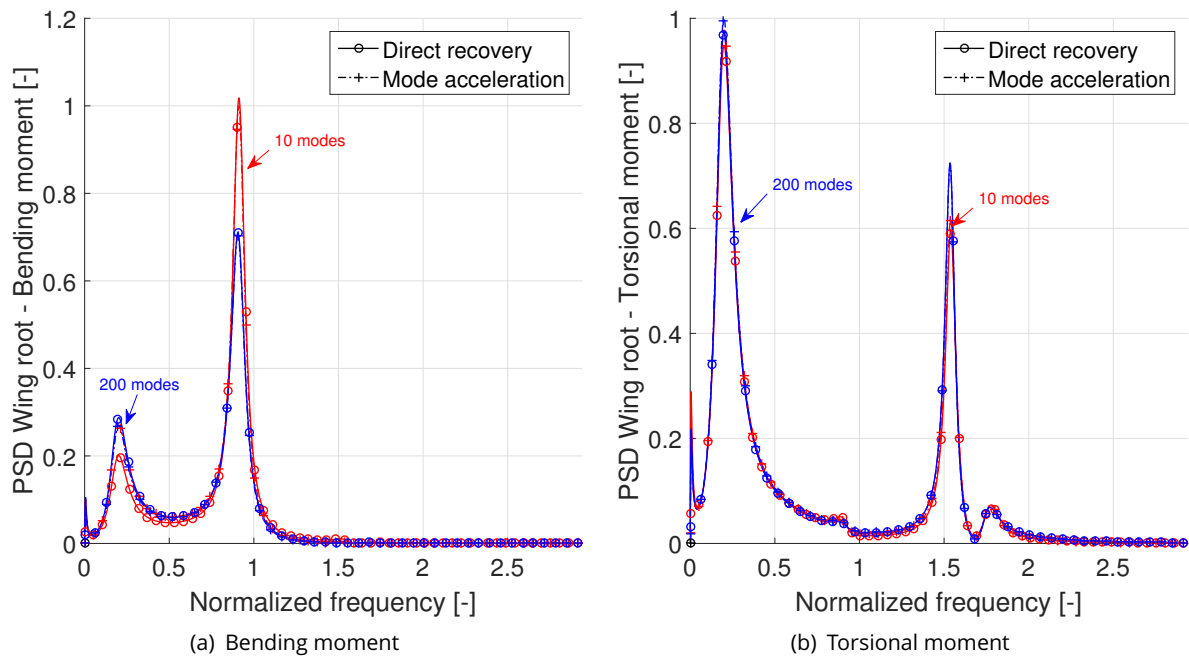 1.2
1
0.8
0.6
0.4
0.2
0
PSD Wing root - Bending moment [-]
Direct recovery
Mode acceleration
10 modes
200 modes
0 0.5 1 1.5 2 2.5
Normalized frequency [-]
(a) Bending moment
1
0.8
0.6
0.4
0.2
0
PSD Wing root - Torsional moment [-]
Direct recovery
Mode acceleration
200 modes
10 modes
0 0.5 1 1.5 2 2.5
Normalized frequency [-]
(b) Torsional moment